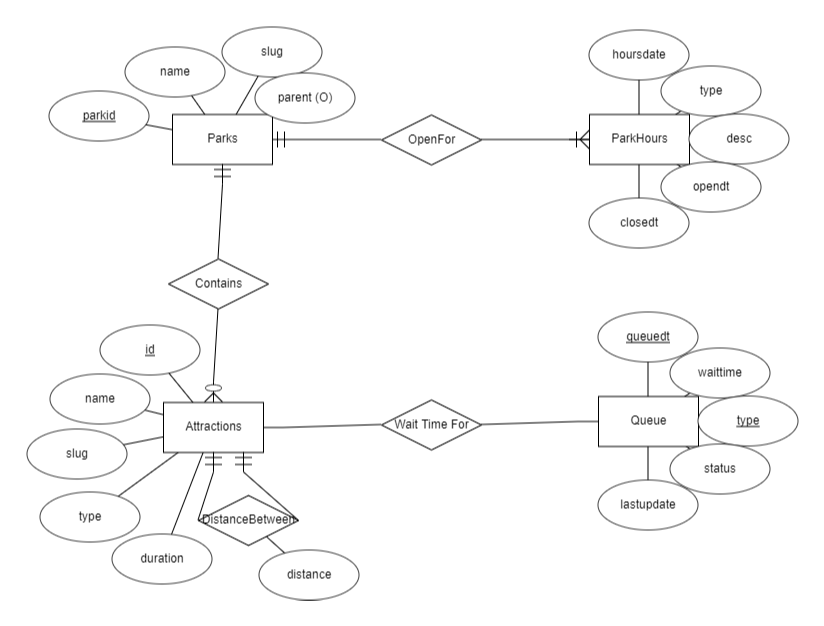 slug
hoursdate
name
type
parent (O)
parkid
Parks
OpenFor
ParkHours
desc
opendt
closedt
Contains
id
queuedt
waittime
name
Attractions
Wait Time For
Queue
type
slug
status
type
lastupdate
DistanceBetween
duration
distance